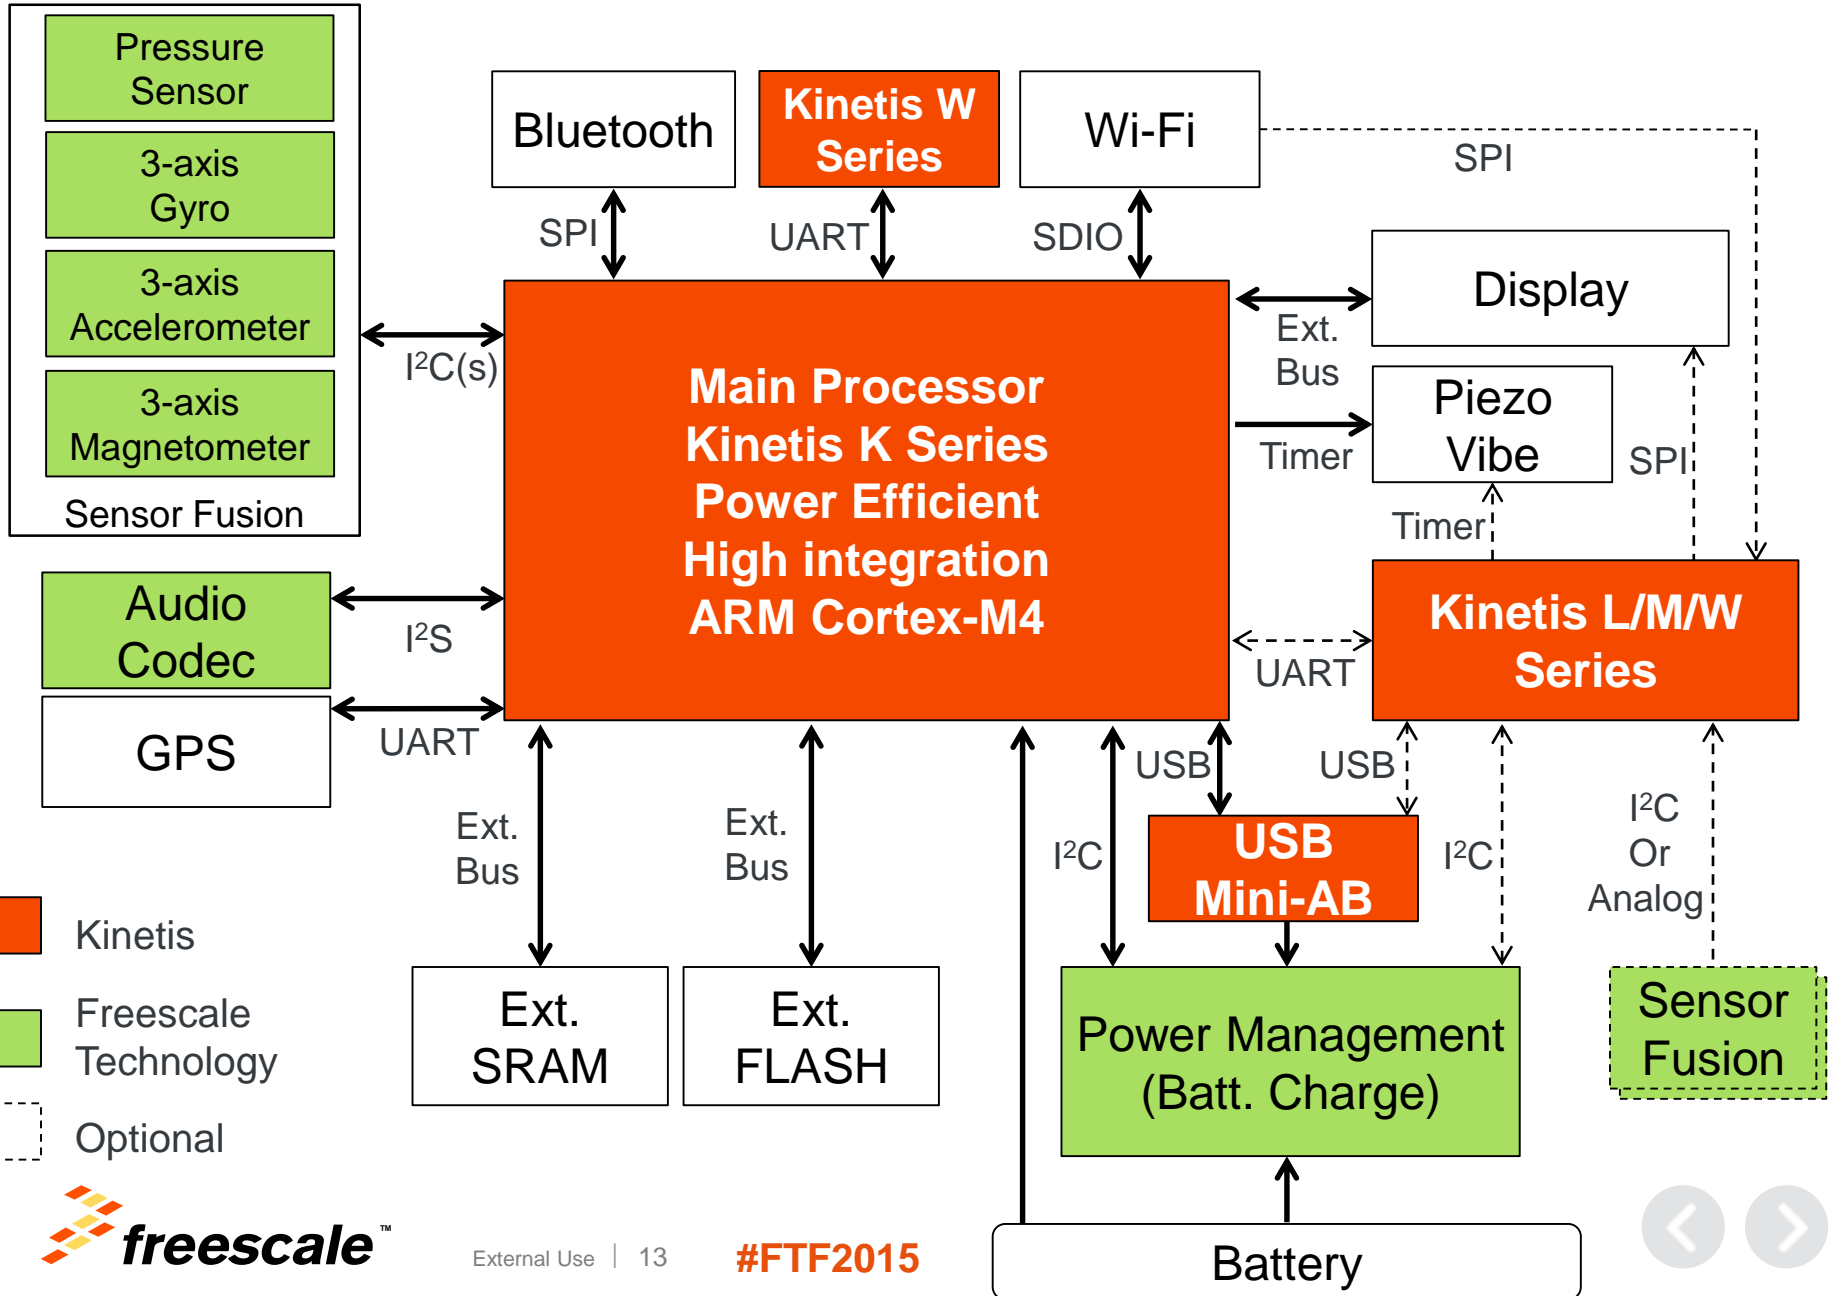 Pressure
Sensor
3-axis
Gyro
3-axis
Accelerometer
3-axis
Magnetometer
Sensor Fusion
Bluetooth
Kinetis W
Series
Wi-Fi
SPI
SPI
UART
SDIO
Display
Ext.
Bus
I²C(s)
Main Processor
Kinetis K Series
Power Efficient
High integration
ARM Cortex-M4
Piezo
Vibe
Timer
SPI
Timer
Audio
Codec
I²S
Kinetis L/M/W
Series
UART
GPS
UART
USB
USB
Ext.
Bus
Ext.
Bus
I²C
USB
Mini-AB
I²C
I²C
Or
Analog
Kinetis
Freescale
Technology
Optional
Ext.
SRAM
Ext.
FLASH
Power Management
(Batt. Charge)
Sensor
Fusion
freescale™
External Use | 13
#FTF2015
Battery